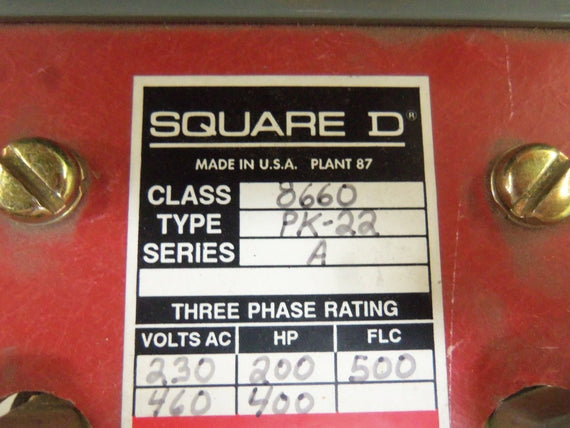 SQUARE D®
MADE IN U.S.A. PLANT 87
CLASS 8660
TYPE PK-22
SERIES A
THREE PHASE RATING
VOLTS AC HP FLC
230 200 500
460 400